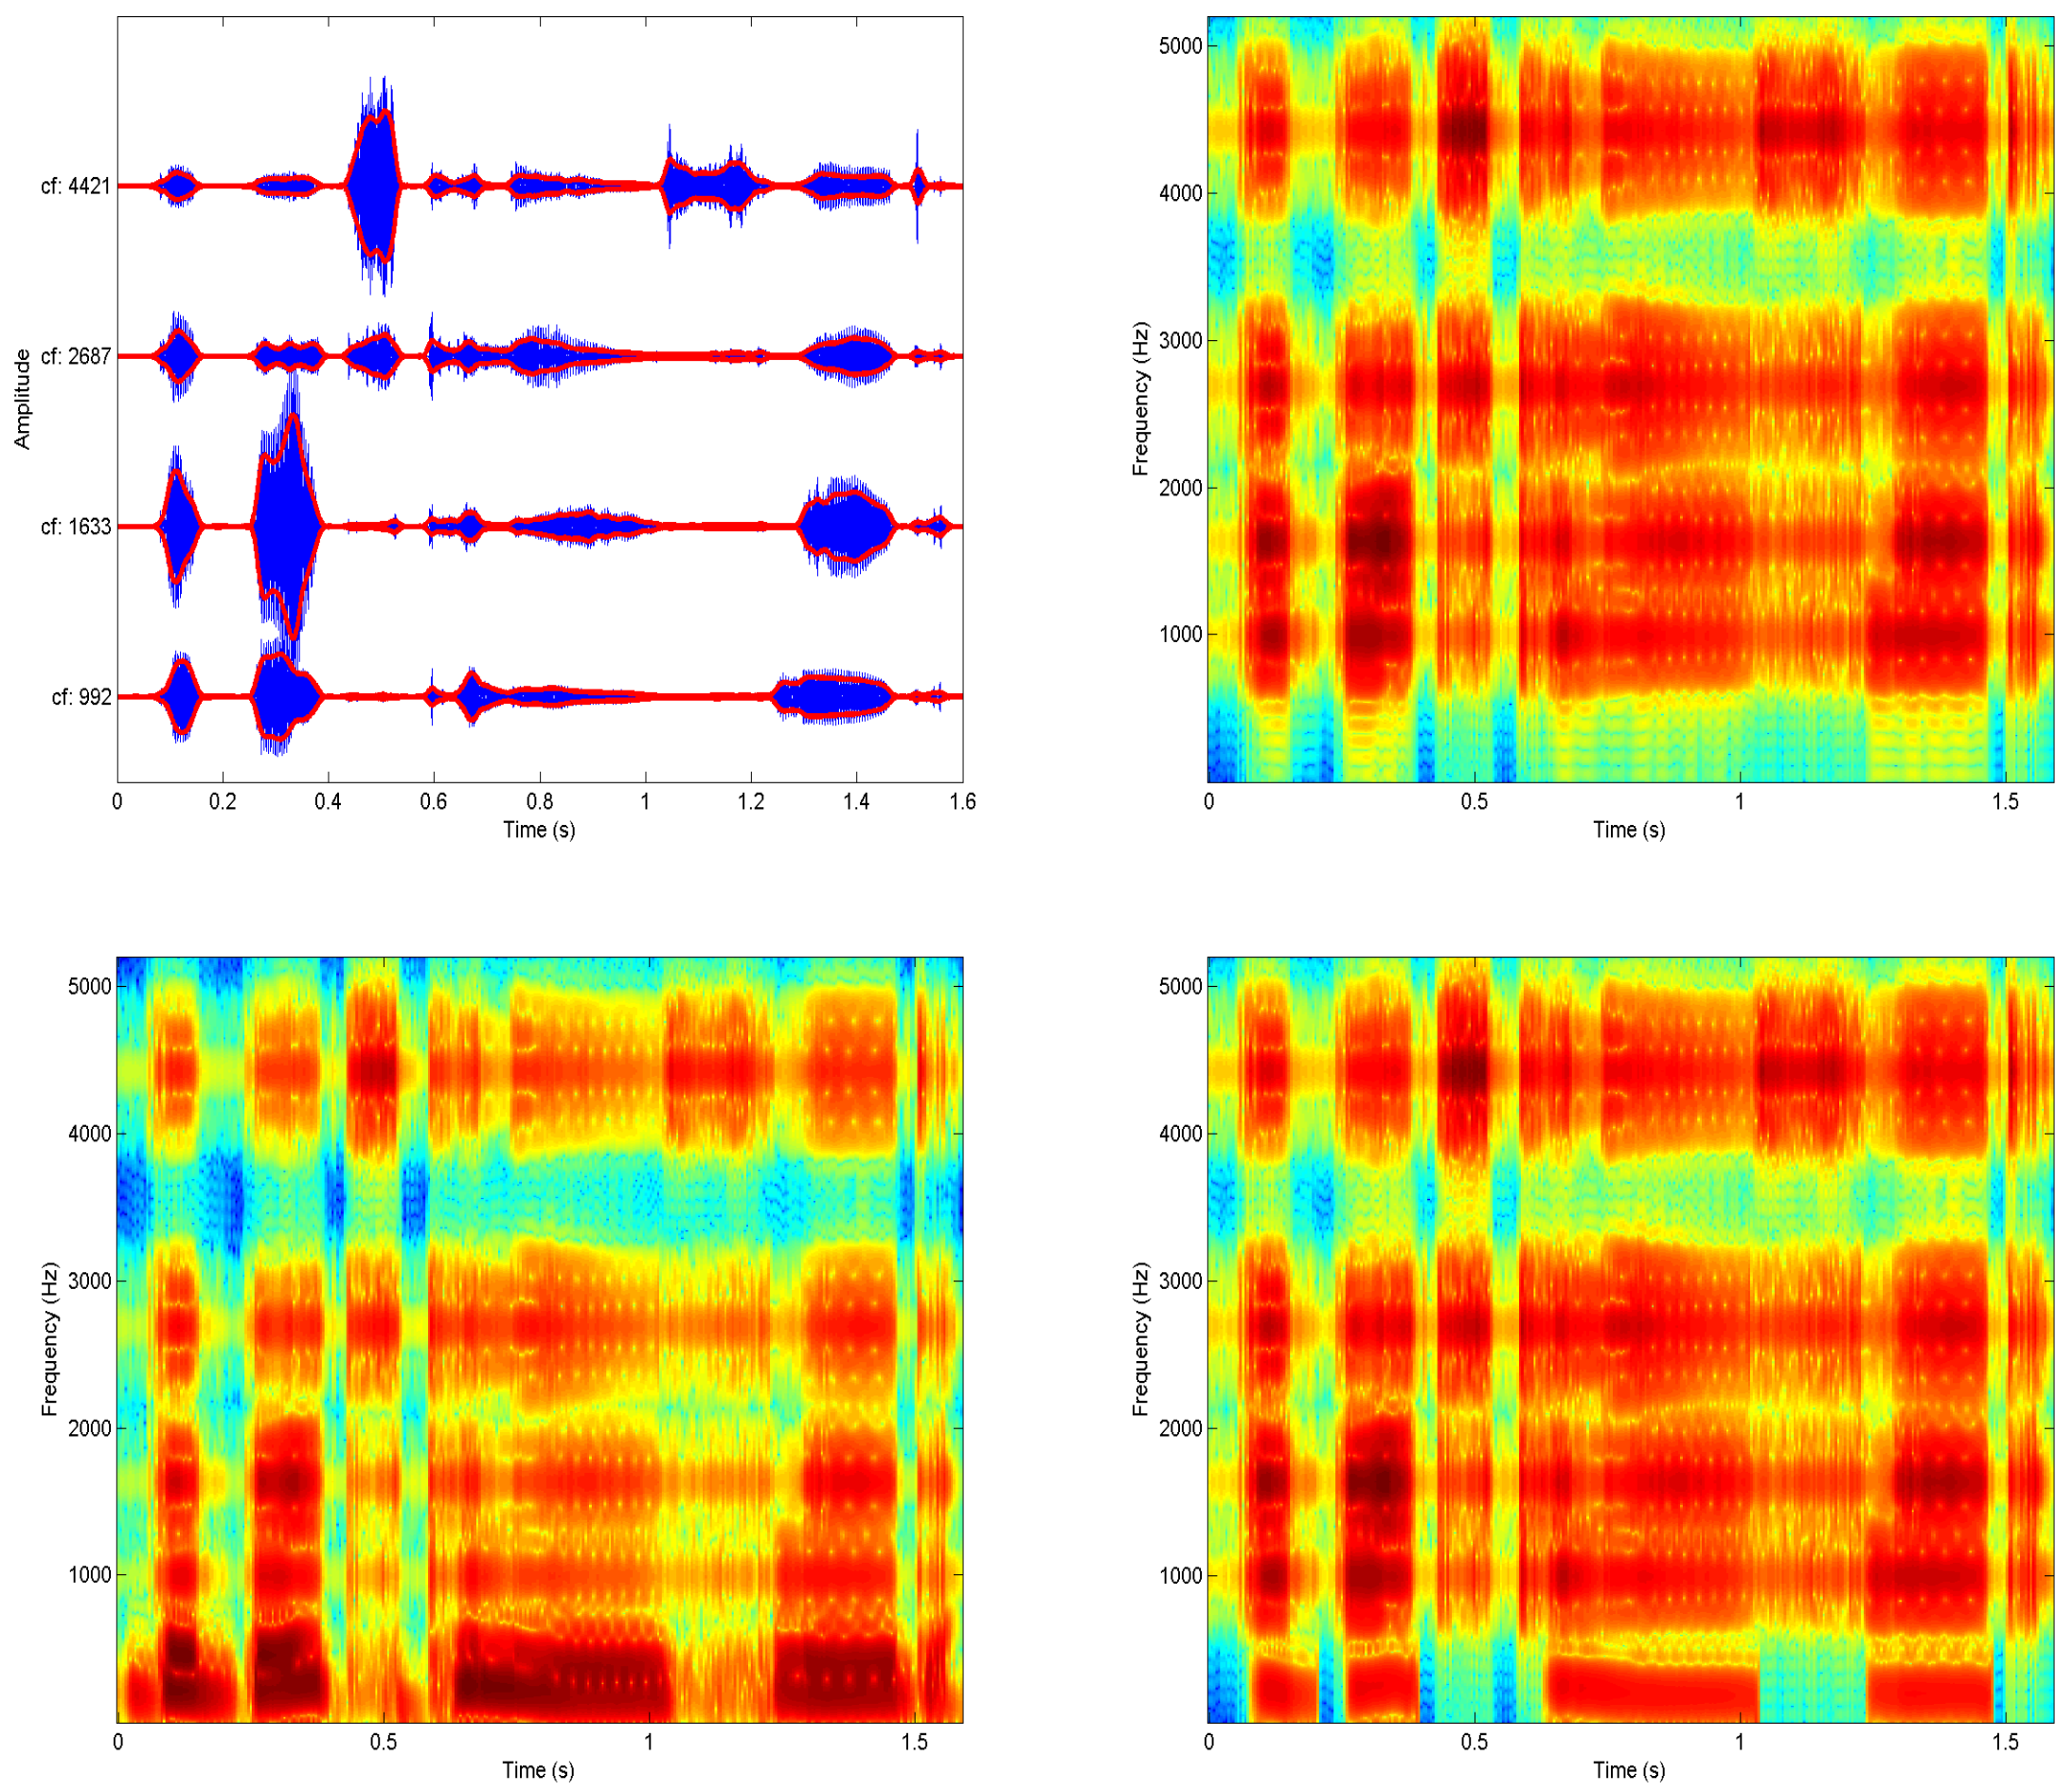 Amplitude
cf: 4421
cf: 2687
cf: 1633
cf: 992
0 0.2 0.4 0.6 0.8 1 1.2 1.4 1.6
Time (s)
Frequency (Hz)
5000
4000
3000
2000
1000
0 0.5 1 1.5
Time (s)
Frequency (Hz)
5000
4000
3000
2000
1000
0 0.5 1 1.5
Time (s)
Frequency (Hz)
5000
4000
3000
2000
1000
0 0.5 1 1.5
Time (s)